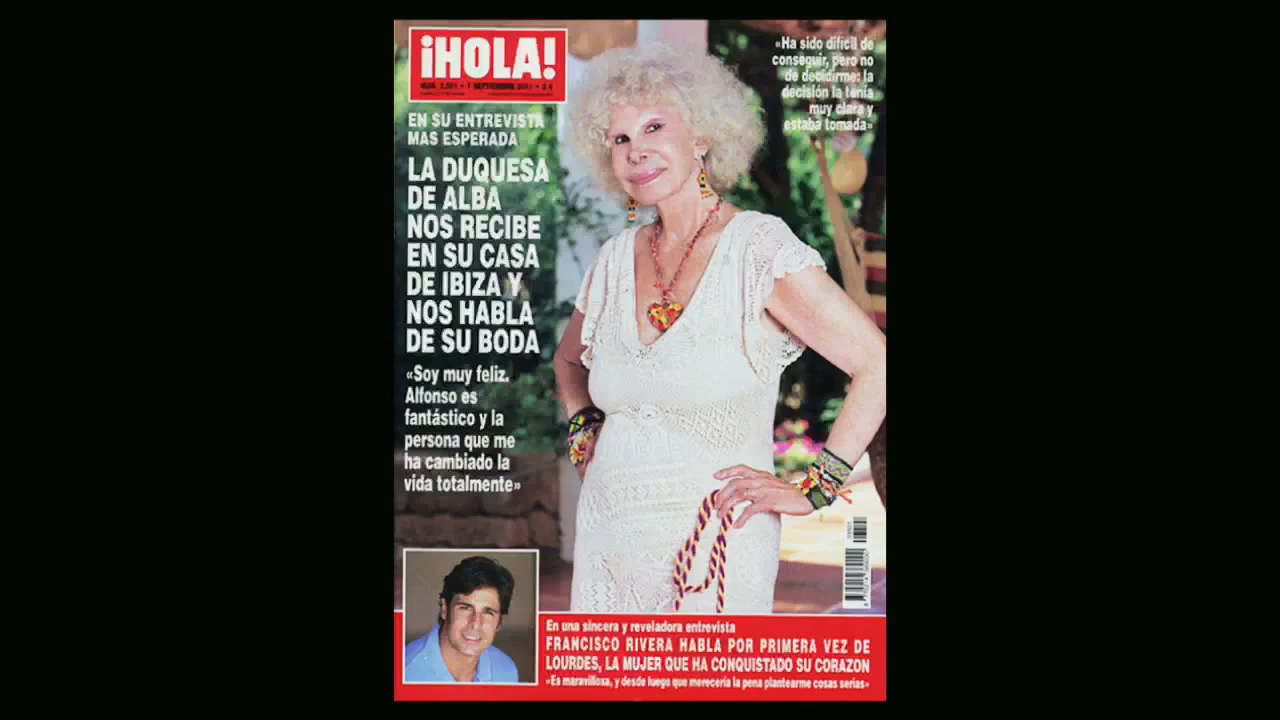 ¡HOLA!
EN SU ENTREVISTA
MAS ESPERADA
LA DUQUESA
DE ALBA
NOS RECIBE
EN SU CASA
DE IBIZA Y
NOS HABLA
DE SU BODA
«Soy muy feliz.
Alfonso es
fantástico y la
persona que me
ha cambiado la
vida totalmente»
«Ha sido difícil de
conseguir, pero no
de decidirme: la
decisión la tenía
muy clara y
estaba tomada»
En una sincera y reveladora entrevista
FRANCISCO RIVERA HABLA POR PRIMERA VEZ DE
LOURDES, LA MUJER QUE HA CONQUISTADO SU CORAZON
«Es maravillosa, y desde luego que merecería la pena plantearme cosas serias»